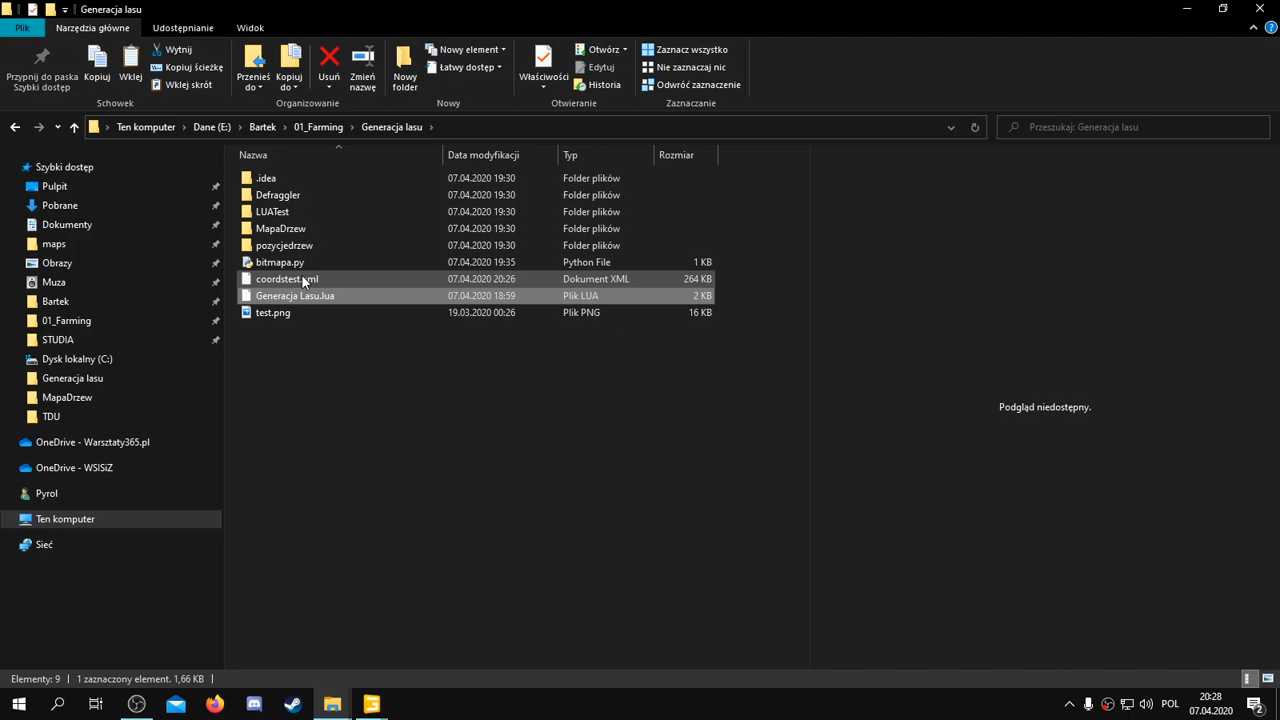 Generacja lasu
Plik
Narzędzia główne
Udostępnianie
Widok
Przypnij do paska Szybki dostęp
Kopiuj
Wklej
Wytnij
Kopiuj ścieżkę
Wklej skrót
Schowek
Przenieś do
Kopiuj do
Usuń
Zmień nazwę
Organizowanie
Nowy folder
Nowy element
Łatwy dostęp
Nowy
Właściwości
Otwórz
Edytuj
Historia
Otwieranie
Zaznacz wszystko
Nie zaznaczaj nic
Odwróć zaznaczenie
Zaznaczanie
Ten komputer > Dane (E:) > Bartek > 01_Farming > Generacja lasu >
Przeszukaj: Generacja lasu
Szybki dostęp
Pulpit
Pobrane
Dokumenty
maps
Obrazy
Muza
Bartek
01_Farming
STUDIA
Dysk lokalny (C:)
Generacja lasu
MapaDrzew
TDU
OneDrive - Warsztaty365.pl
OneDrive - WSISiZ
Pyrol
Ten komputer
Sieć
Nazwa Data modyfikacji Typ Rozmiar
.idea 07.04.2020 19:30 Folder plików
Defraggler 07.04.2020 19:30 Folder plików
LUATest 07.04.2020 19:30 Folder plików
MapaDrzew 07.04.2020 19:30 Folder plików
pozycjedrzew 07.04.2020 19:30 Folder plików
bitmapa.py 07.04.2020 19:35 Python File 1 KB
coordstest.xml 07.04.2020 20:26 Dokument XML 264 KB
Generacja Lasu.lua 07.04.2020 18:59 Plik LUA 2 KB
test.png 19.03.2020 00:26 Plik PNG 16 KB
Podgląd niedostępny.
Elementy: 9 1 zaznaczony element. 1,66 KB
POL
20:28
07.04.2020
2